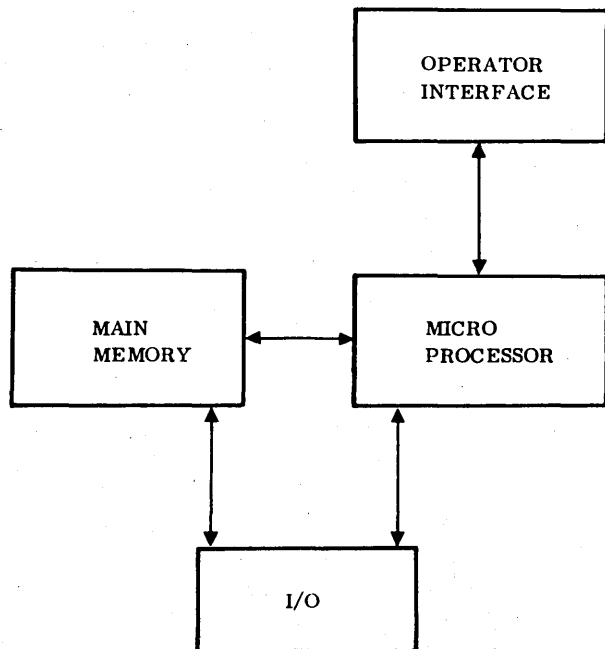 OPERATOR
INTERFACE
MAIN
MEMORY
MICRO
PROCESSOR
I/O